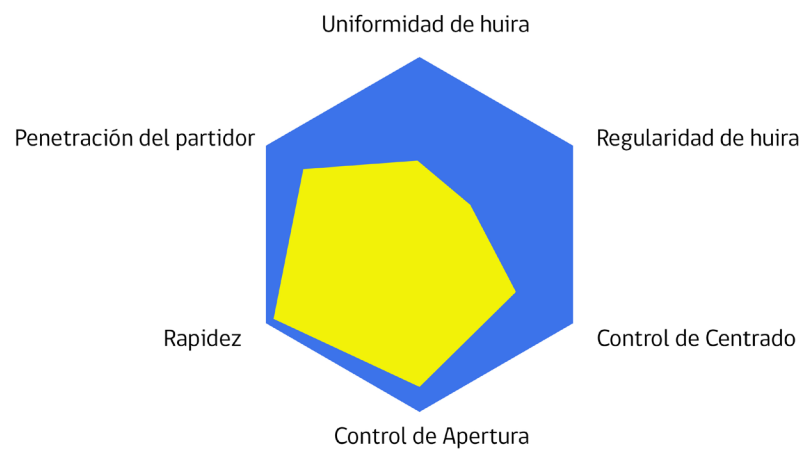 Uniformidad de huira
Penetración del partidor
Regularidad de huira
Rapidez
Control de Centrado
Control de Apertura